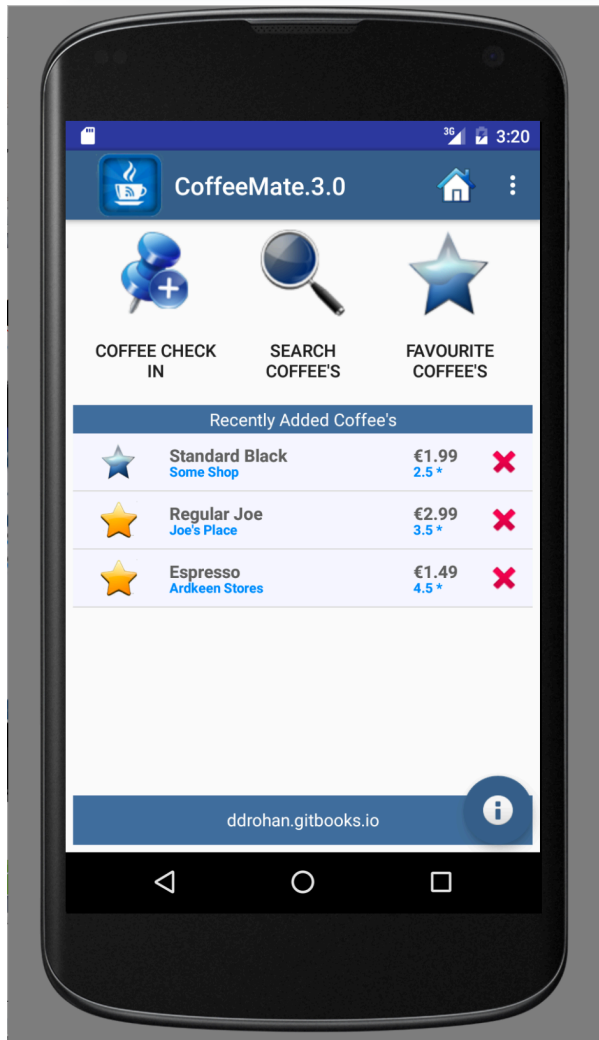 3G 3:20
CoffeeMate.3.0
COFFEE CHECK
IN
SEARCH
COFFEE'S
FAVOURITE
COFFEE'S
Recently Added Coffee's
Standard Black €1.99
Some Shop 2.5 *
Regular Joe €2.99
Joe's Place 3.5 *
Espresso €1.49
Ardkeen Stores 4.5 *
ddrohan.gitbooks.io